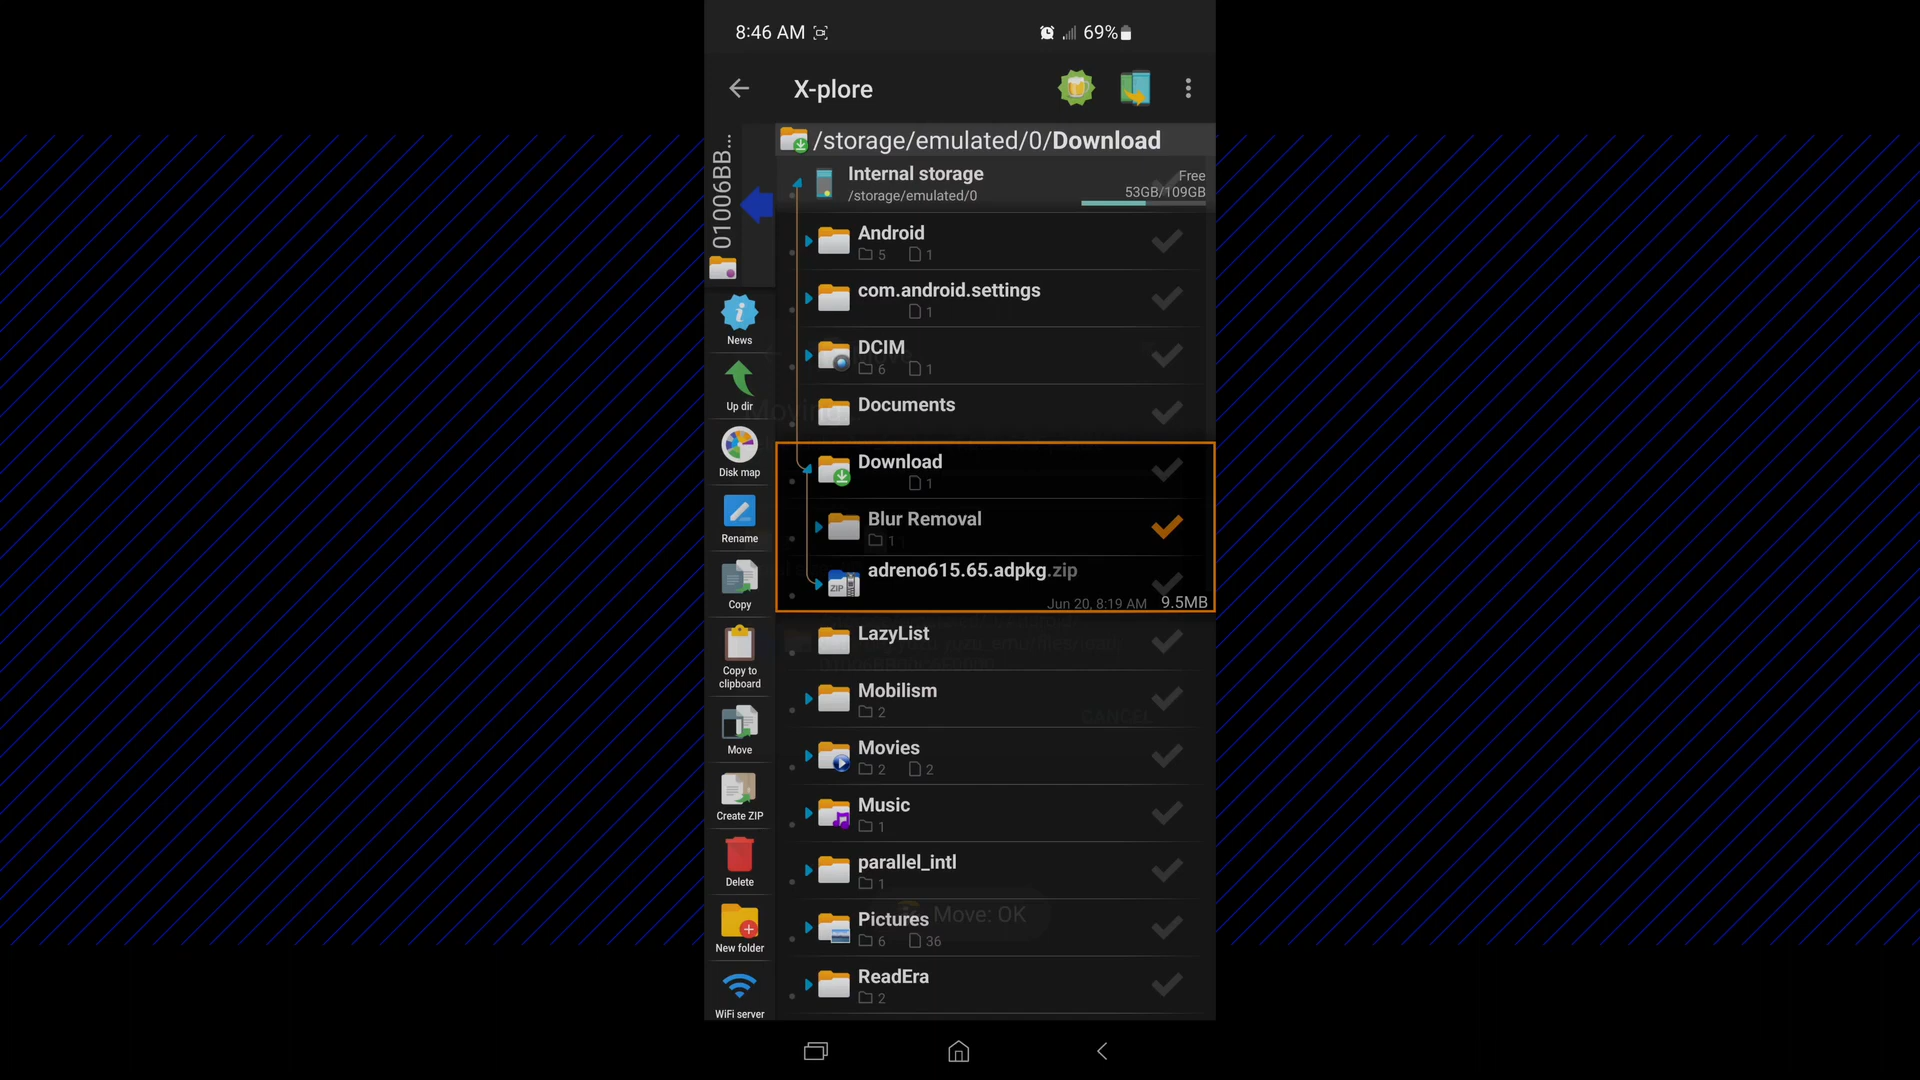 8:46 AM
69%
X-plore
/storage/emulated/0/Download
01006BB...
Internal storage
/storage/emulated/0
Free
53GB/109GB
Android
5 1
com.android.settings
1
DCIM
6 1
Documents
Download
1
Blur Removal
1
adreno615.65.adpkg.zip
Jun 20, 8:19 AM 9.5MB
LazyList
Mobilism
2
CANCEL
Movies
2 2
Music
1
parallel_intl
1
Move: OK
Pictures
6 36
ReadEra
2
News
Up dir
Disk map
Rename
Copy
Copy to
clipboard
Move
Create ZIP
ZIP
Delete
New folder
WiFi server